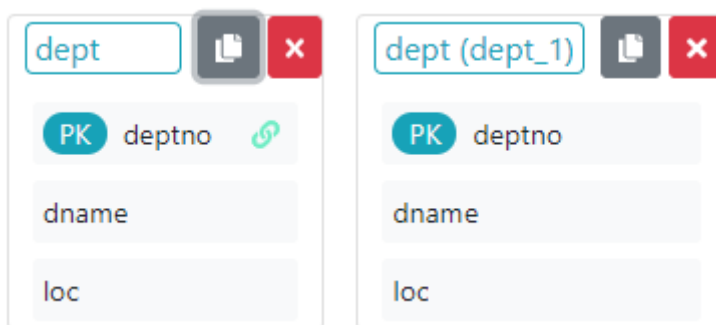 dept
PK deptno
dname
loc
dept (dept_1)
PK deptno
dname
loc